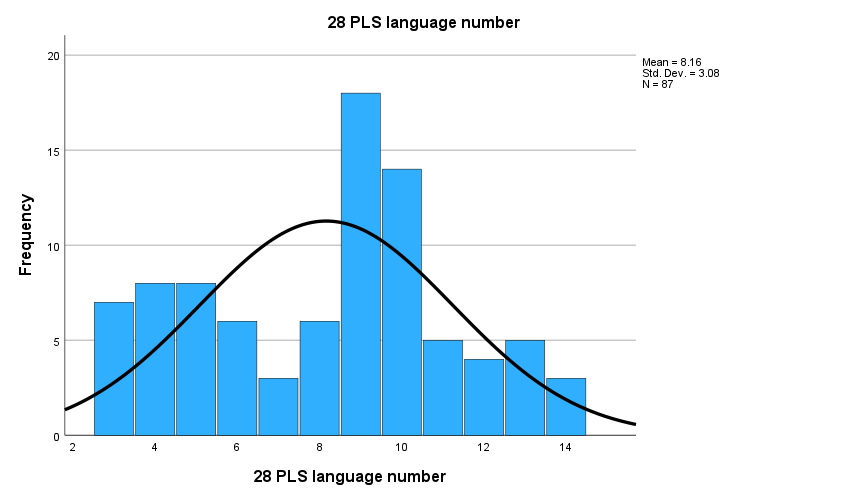 28 PLS language number
Mean = 8.16
Std. Dev. = 3.08
N = 87
Frequency
20
15
10
5
0
2 4 6 8 10 12 14
28 PLS language number